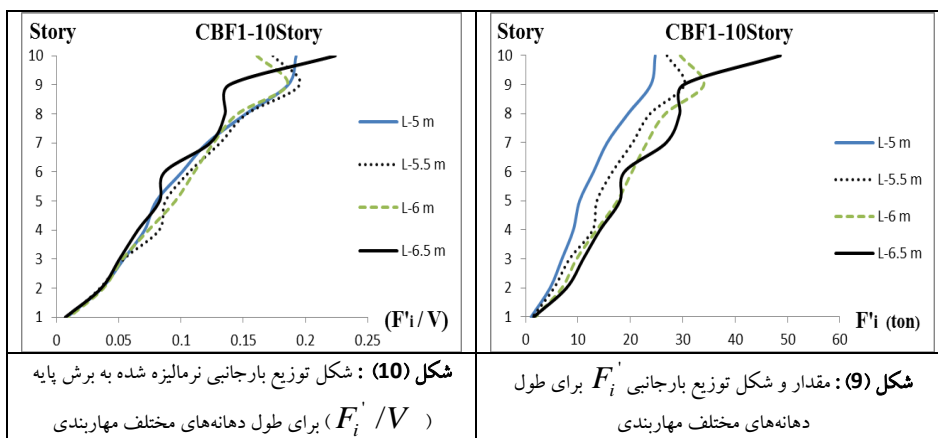 Story CBF1-10Story
10
9
8
7
6
5
4
3
2
1
0 0.05 0.1 0.15 0.2 0.25
(F'i / V)
L-5 m
L-5.5 m
L-6 m
L-6.5 m
Story CBF1-10Story
10
9
8
7
6
5
4
3
2
1
0 10 20 30 40 50 60
F'i (ton)
L-5 m
L-5.5 m
L-6 m
L-6.5 m
شکل (9): مقدار و شکل توزیع بارجانبی F'i برای طول
دهانه‌های مختلف مهاربندی
شکل (10) : شکل توزیع بارجانبی نرمالیزه شده به برش پایه
( F'i /V ) برای طول دهانه‌های مختلف مهاربندی